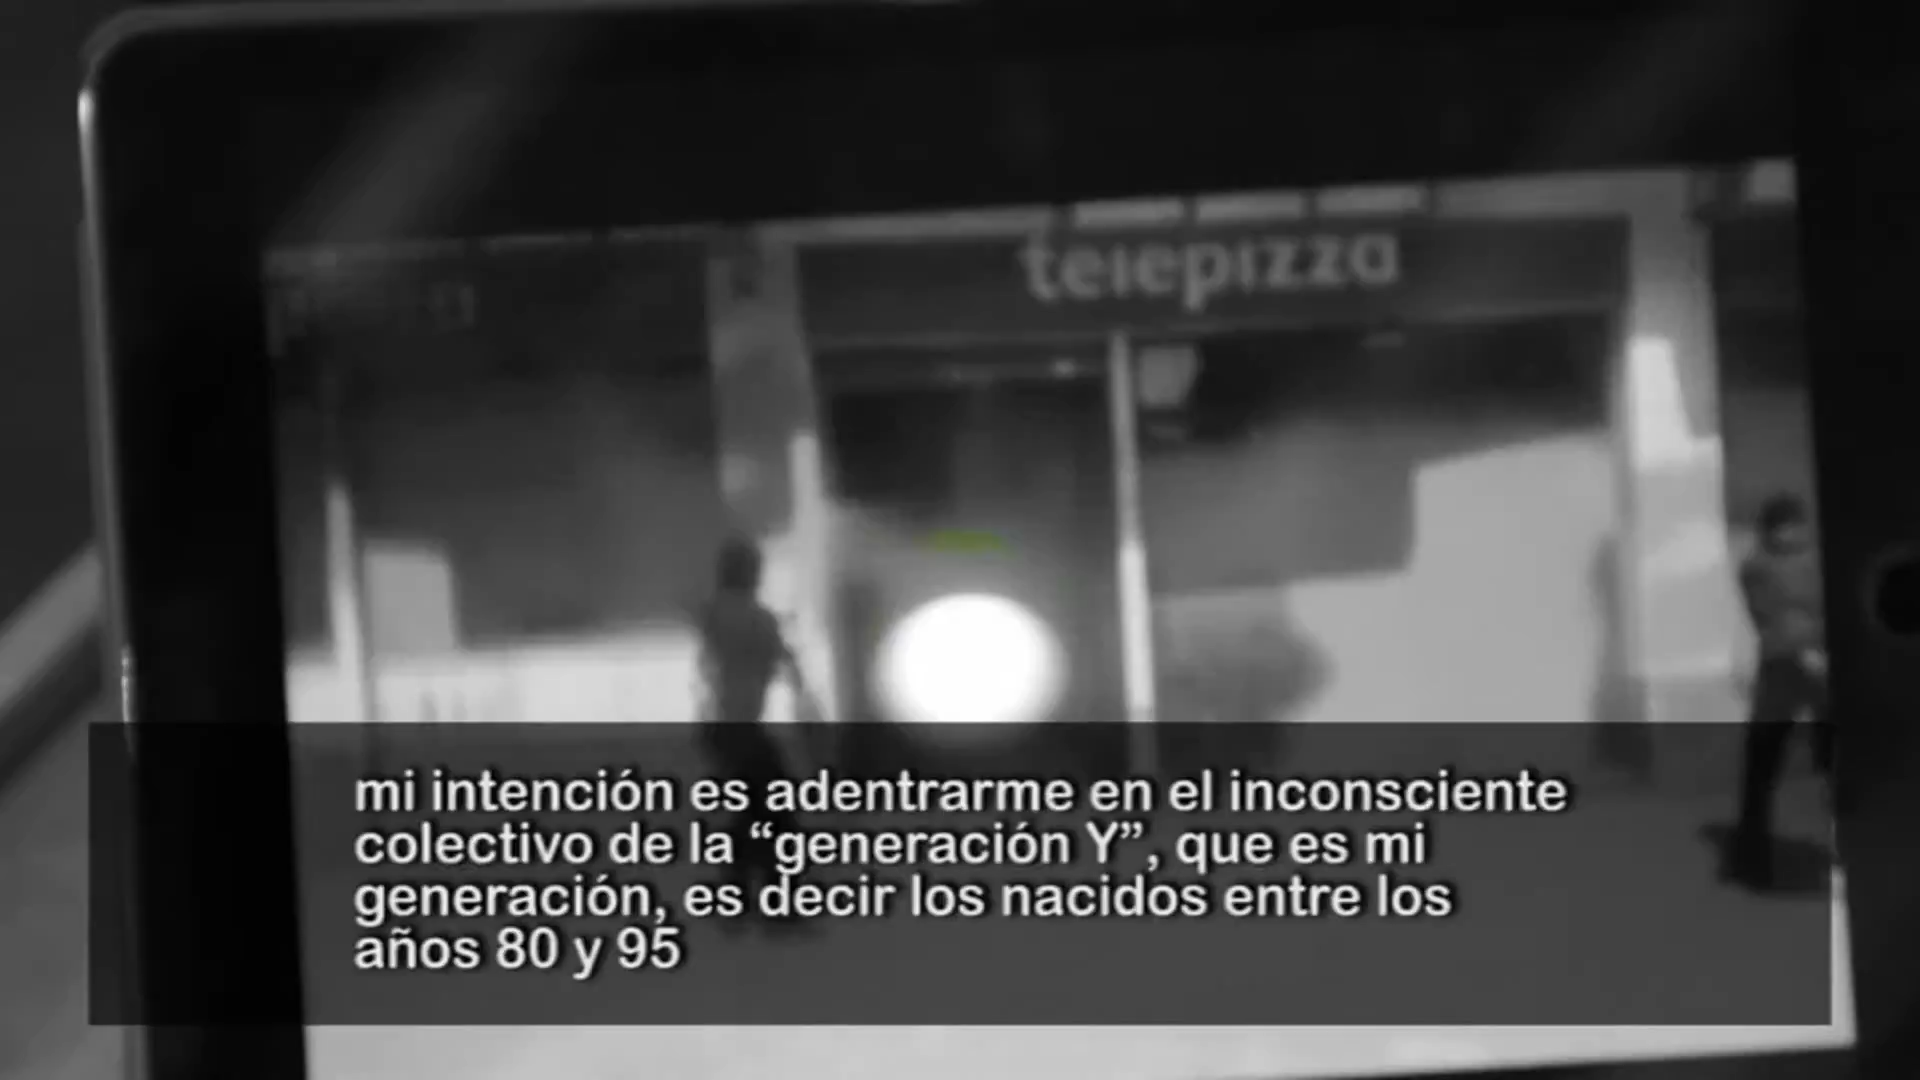 telepizza
mi intención es adentrarme en el inconsciente
colectivo de la “generación Y”, que es mi
generación, es decir los nacidos entre los
años 80 y 95